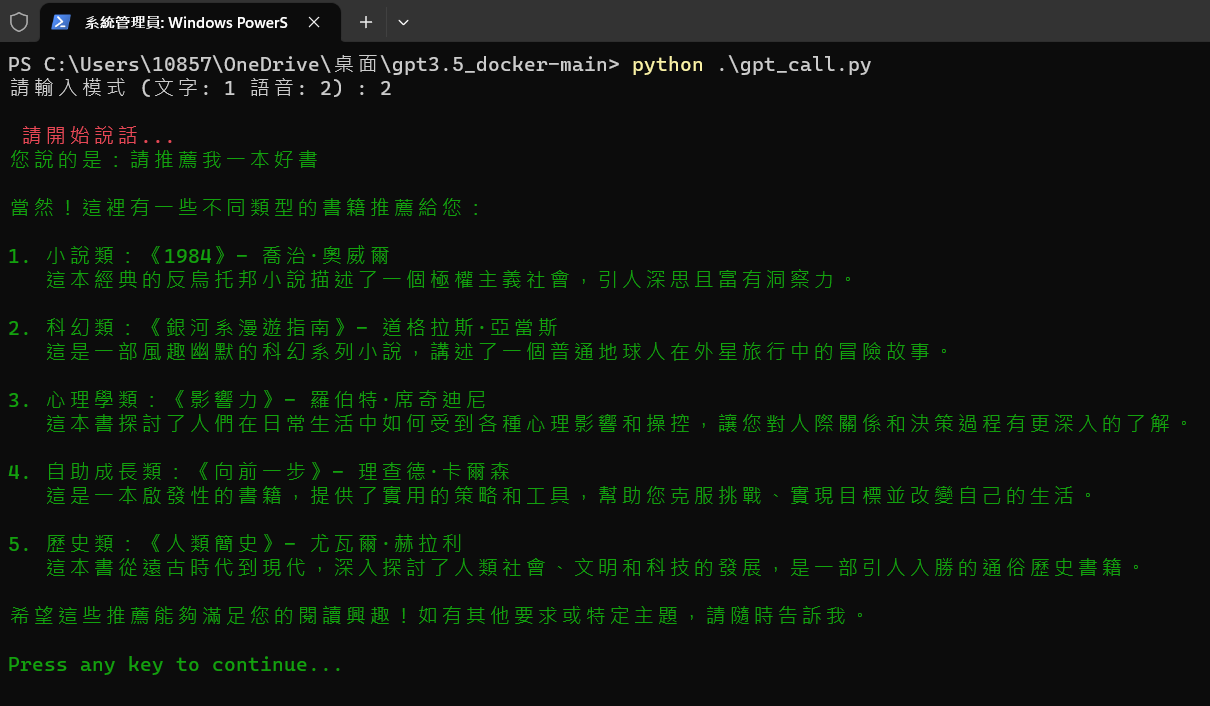 系統管理員: Windows PowerS
PS C:\Users\10857\OneDrive\桌面\gpt3.5_docker-main> python .\gpt_call.py
請輸入模式 (文字: 1 語音: 2) : 2
請開始說話...
您說的是：請推薦我一本好書
當然！這裡有一些不同類型的書籍推薦給您：
1. 小說類：《1984》- 喬治·奧威爾
這本經典的反烏托邦小說描述了一個極權主義社會，引人深思且富有洞察力。
2. 科幻類：《銀河系漫遊指南》- 道格拉斯·亞當斯
這是一部風趣幽默的科幻系列小說，講述了一個普通地球人在外星旅行中的冒險故事。
3. 心理學類：《影響力》- 羅伯特·席奇迪尼
這本書探討了人們在日常生活中如何受到各種心理影響和操控，讓您對人際關係和決策過程有更深入的了解。
4. 自助成長類：《向前一步》- 理查德·卡爾森
這是一本啟發性的書籍，提供了實用的策略和工具，幫助您克服挑戰、實現目標並改變自己的生活。
5. 歷史類：《人類簡史》- 尤瓦爾·赫拉利
這本書從遠古時代到現代，深入探討了人類社會、文明和科技的發展，是一部引人入勝的通俗歷史書籍。
希望這些推薦能夠滿足您的閱讀興趣！如有其他要求或特定主題，請隨時告訴我。
Press any key to continue...